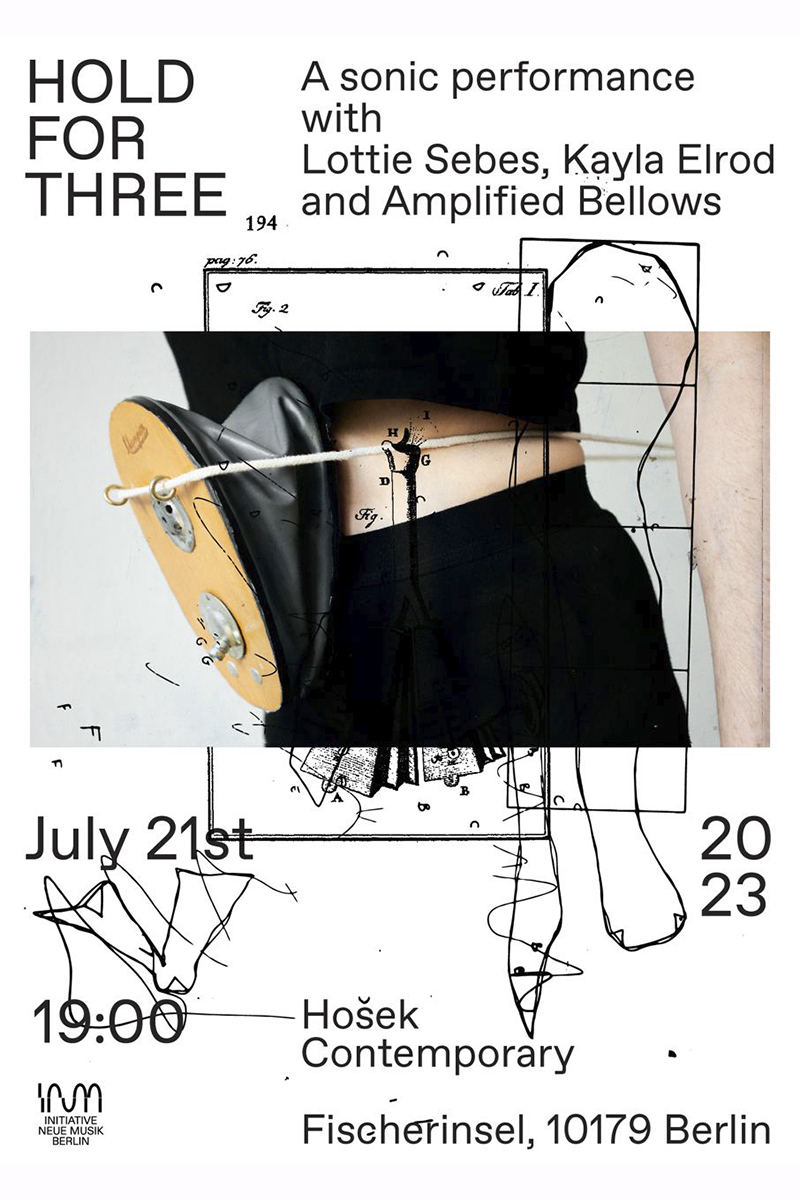 HOLD
FOR
THREE
A sonic performance
with
Lottie Sebes, Kayla Elrod
and Amplified Bellows
194
pag: 76.
Tab I.
Fig. 2
I
H
G
D
Fig.
G
G
F
F
F
A
B
July 21st
20
23
19:00
Hošek
Contemporary
INITIATIVE
NEUE MUSIK
BERLIN
Fischerinsel, 10179 Berlin